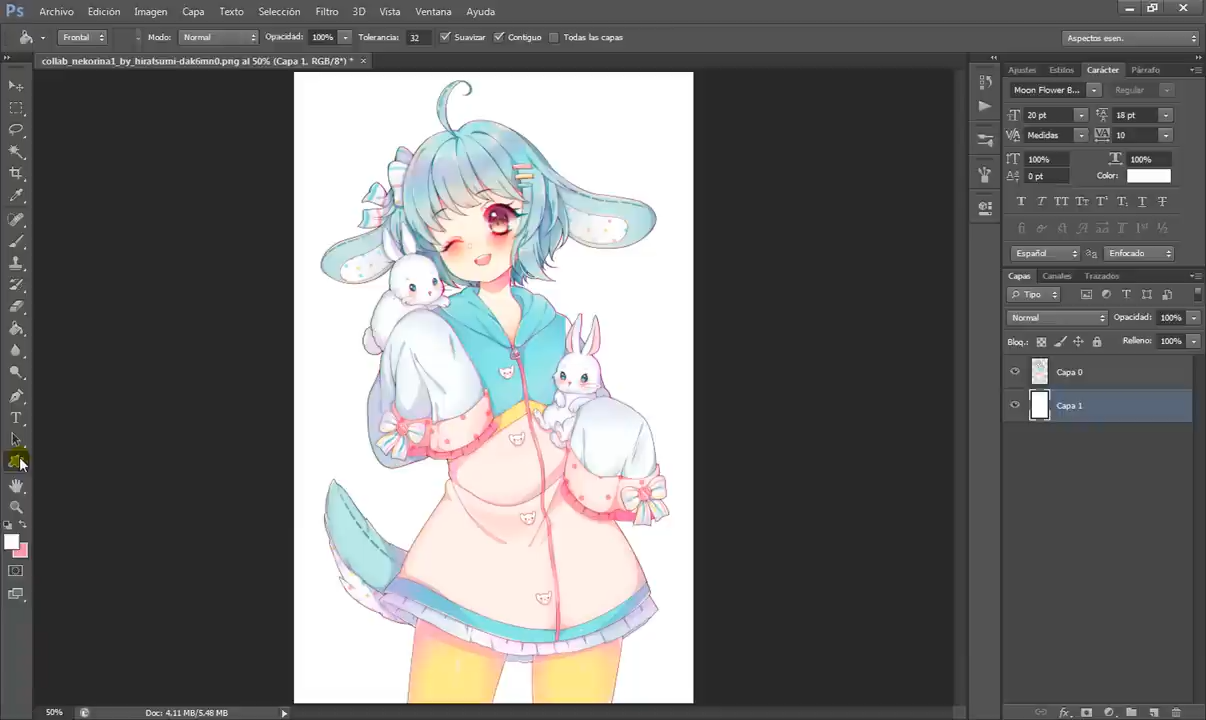 Ps Archivo Edición Imagen Capa Texto Selección Filtro 3D Vista Ventana Ayuda
Frontal Modo: Normal Opacidad: 100% Tolerancia: 32 Suavizar Contiguo Todas las capas Aspectos esen.
collab_nekorina1_by_hiratsumi-dak6mn0.png al 50% (Capa 1, RGB/8*) * ×
Ajustes Estilos Carácter Párrafo
Moon Flower B... Regular
20 pt 18 pt
Medidas 10
100% 100%
0 pt Color:
Español... Enfocado
Capas Canales Trazados
Tipo
Normal Opacidad: 100%
Bloq.: Relleno: 100%
Capa 0
Capa 1
50% Doc: 4.11 MB/5.48 MB